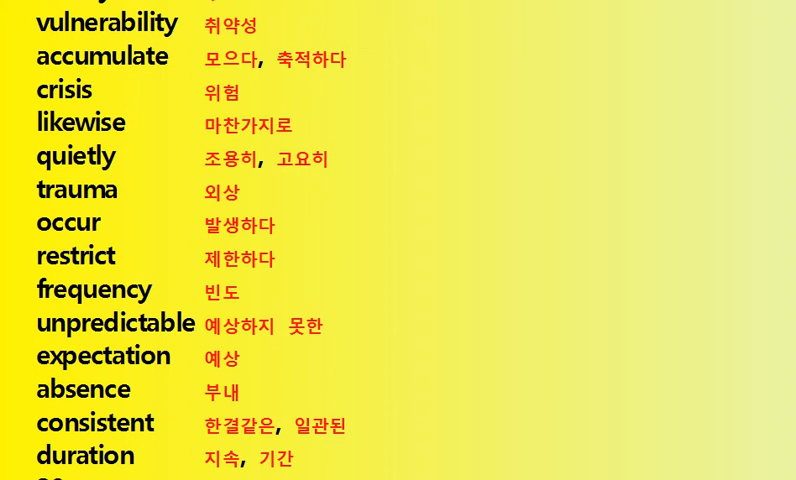 vulnerability 취약성
accumulate 모으다, 축적하다
crisis 위험
likewise 마찬가지로
quietly 조용히, 고요히
trauma 외상
occur 발생하다
restrict 제한하다
frequency 빈도
unpredictable 예상하지 못한
expectation 예상
absence 부내
consistent 한결같은, 일관된
duration 지속, 기간